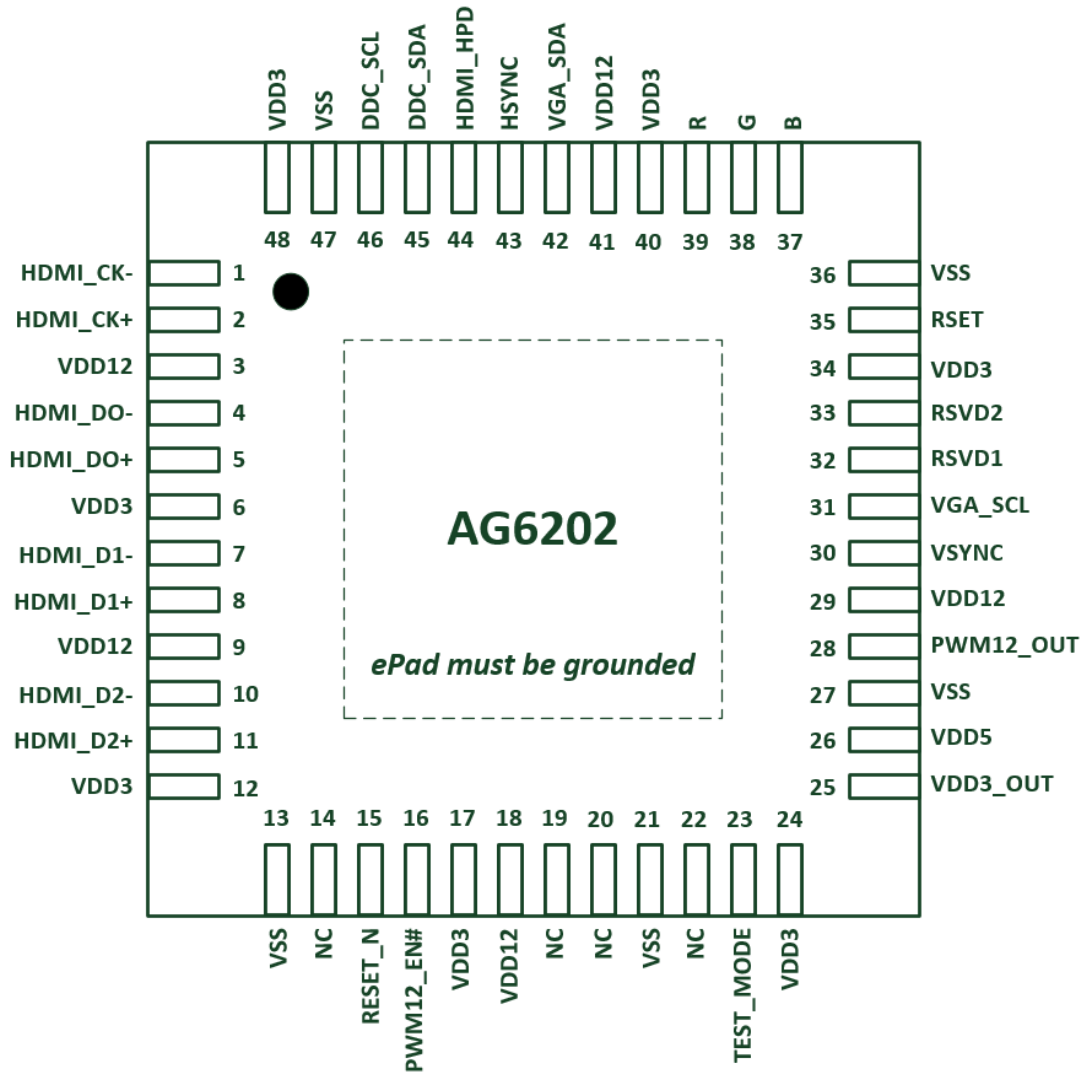 VDD3 VSS DDC_SCL DDC_SDA HDMI_HPD HSYNC VGA_SDA VDD12 VDD3 R G B
48 47 46 45 44 43 42 41 40 39 38 37
HDMI_CK- 1 36 VSS
HDMI_CK+ 2 35 RSET
VDD12 3 34 VDD3
HDMI_DO- 4 33 RSVD2
HDMI_DO+ 5 32 RSVD1
VDD3 6 31 VGA_SCL
HDMI_D1- 7 30 VSYNC
HDMI_D1+ 8 29 VDD12
VDD12 9 28 PWM12_OUT
HDMI_D2- 10 27 VSS
HDMI_D2+ 11 26 VDD5
VDD3 12 25 VDD3_OUT
AG6202
ePad must be grounded
13 14 15 16 17 18 19 20 21 22 23 24
VSS NC RESET_N PWM12_EN# VDD3 VDD12 NC NC VSS NC TEST_MODE VDD3